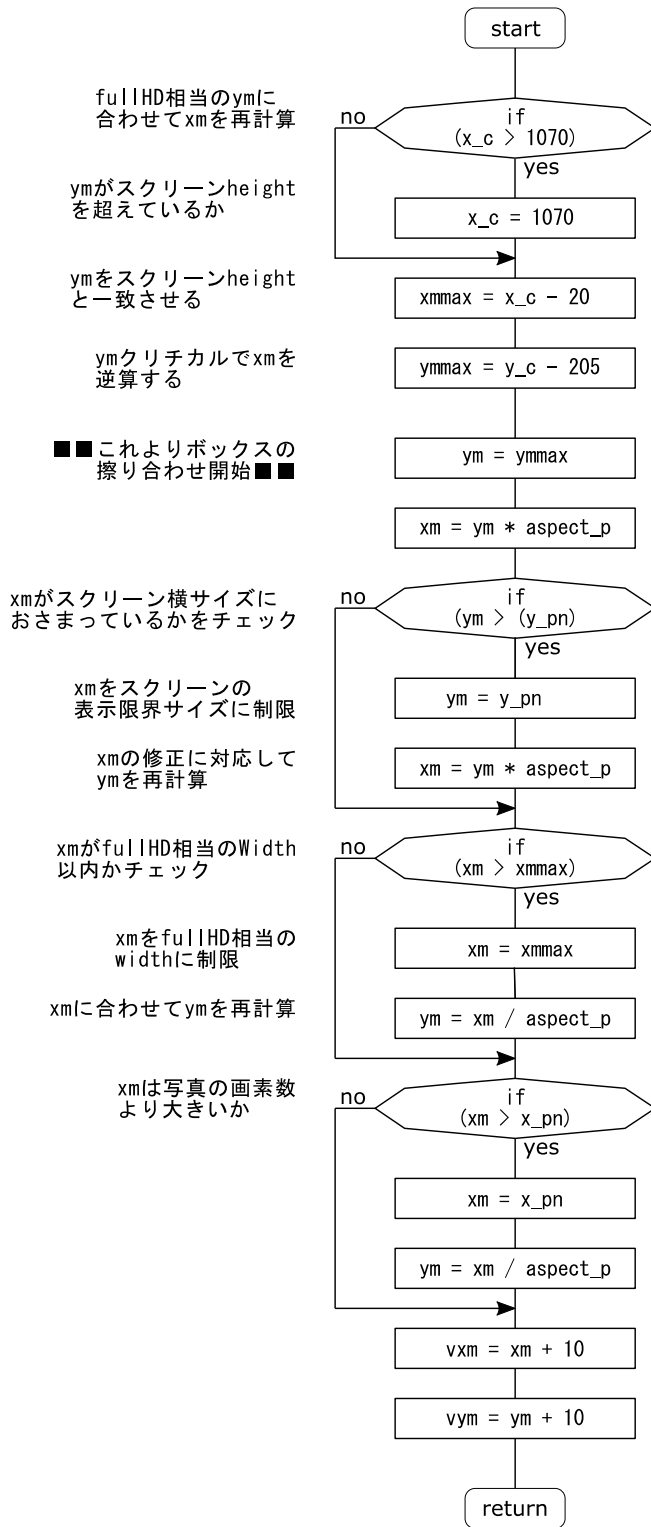 start
fullHD相当のymに
合わせてxmを再計算
no
if
(x_c > 1070)
yes
ymがスクリーンheight
を超えているか
x_c = 1070
ymをスクリーンheight
と一致させる
xmmax = x_c - 20
ymクリチカルでxmを
逆算する
ymmax = y_c - 205
■■これよりボックスの
擦り合わせ開始■■
ym = ymmax
xm = ym * aspect_p
xmがスクリーン横サイズに
おさまっているかをチェック
no
if
(ym > (y_pn)
yes
xmをスクリーンの
表示限界サイズに制限
ym = y_pn
xmの修正に対応して
ymを再計算
xm = ym * aspect_p
xmがfullHD相当のWidth
以内かチェック
no
if
(xm > xmmax)
yes
xmをfullHD相当の
widthに制限
xm = xmmax
xmに合わせてymを再計算
ym = xm / aspect_p
xmは写真の画素数
より大きいか
no
if
(xm > x_pn)
yes
xm = x_pn
ym = xm / aspect_p
vxm = xm + 10
vym = ym + 10
return